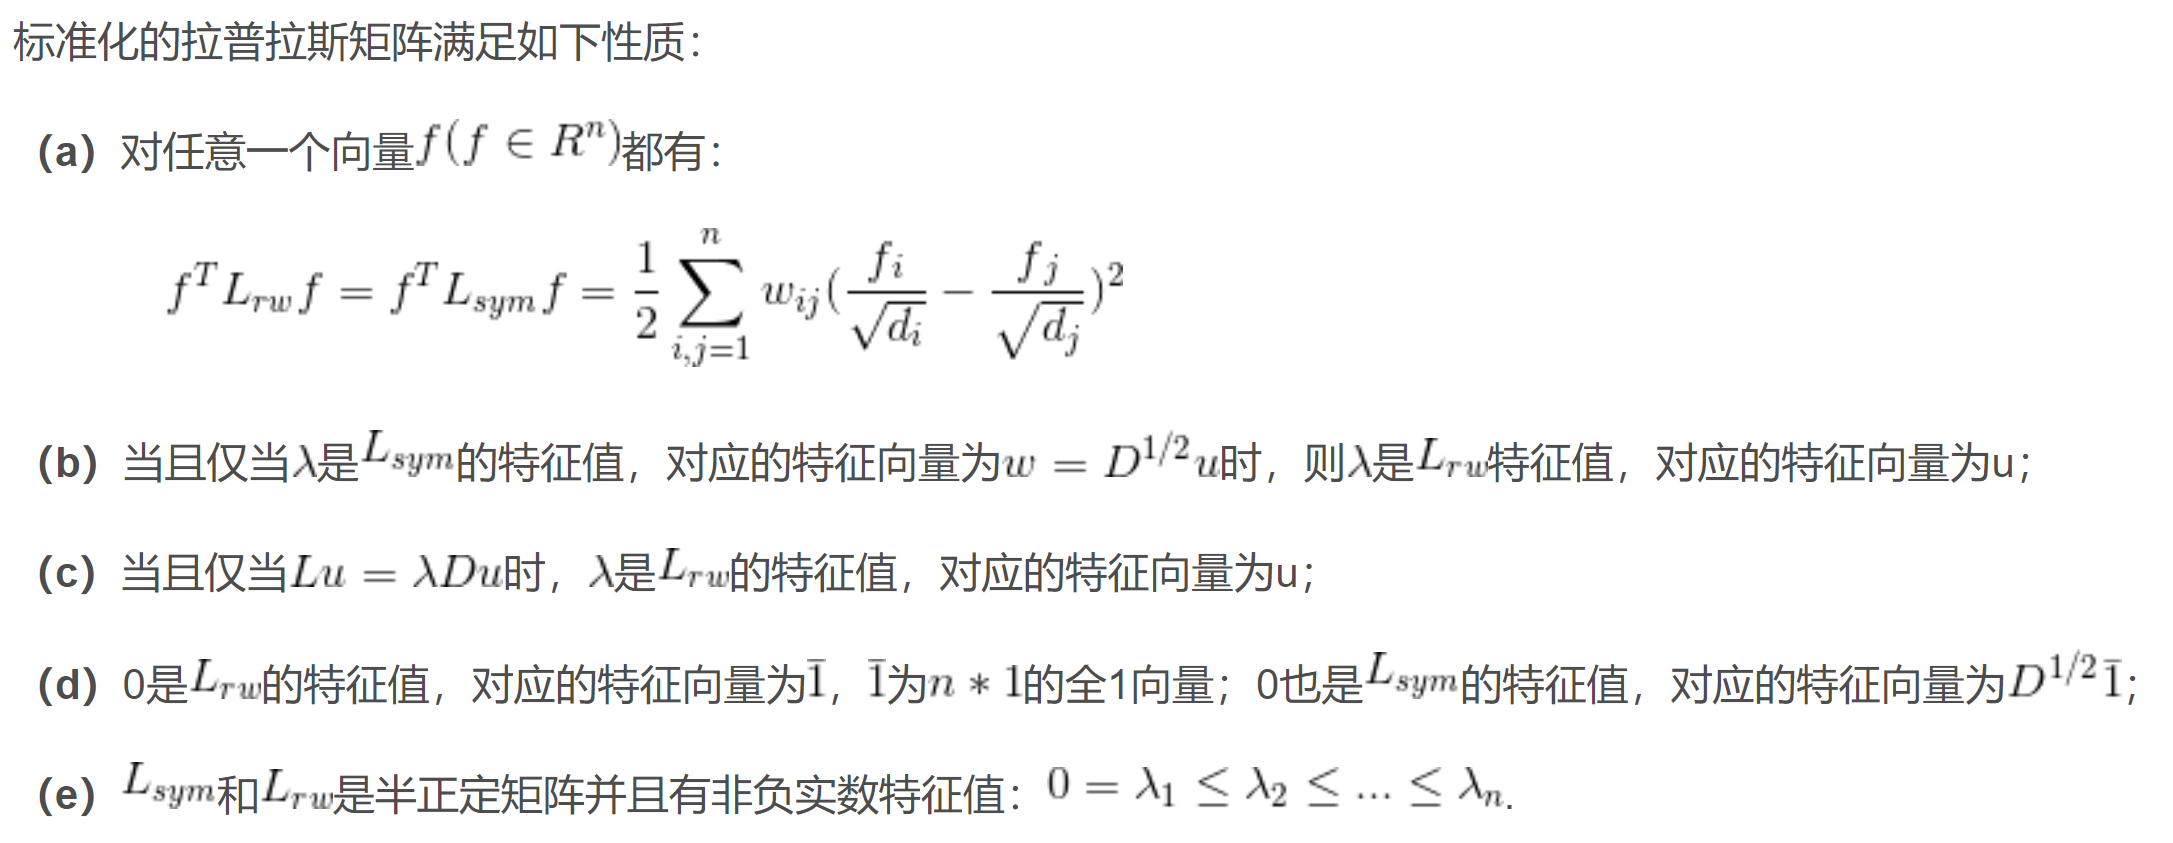 标准化的拉普拉斯矩阵满足如下性质：
（a）对任意一个向量$f(f \in R^n)$都有：
$f^T L_{rw} f = f^T L_{sym} f = \frac{1}{2} \sum_{i,j=1}^{n} w_{ij} (\frac{f_i}{\sqrt{d_i}} - \frac{f_j}{\sqrt{d_j}})^2$
（b）当且仅当$\lambda$是$L_{sym}$的特征值，对应的特征向量为$w = D^{1/2} u$时，则$\lambda$是$L_{rw}$特征值，对应的特征向量为u；
（c）当且仅当$Lu = \lambda Du$时，$\lambda$是$L_{rw}$的特征值，对应的特征向量为u；
（d）0是$L_{rw}$的特征值，对应的特征向量为$\bar{1}$，$\bar{1}$为$n * 1$的全1向量；0也是$L_{sym}$的特征值，对应的特征向量为$D^{1/2} \bar{1}$；
（e）$L_{sym}$和$L_{rw}$是半正定矩阵并且有非负实数特征值：$0 = \lambda_1 \leq \lambda_2 \leq ... \leq \lambda_n$.